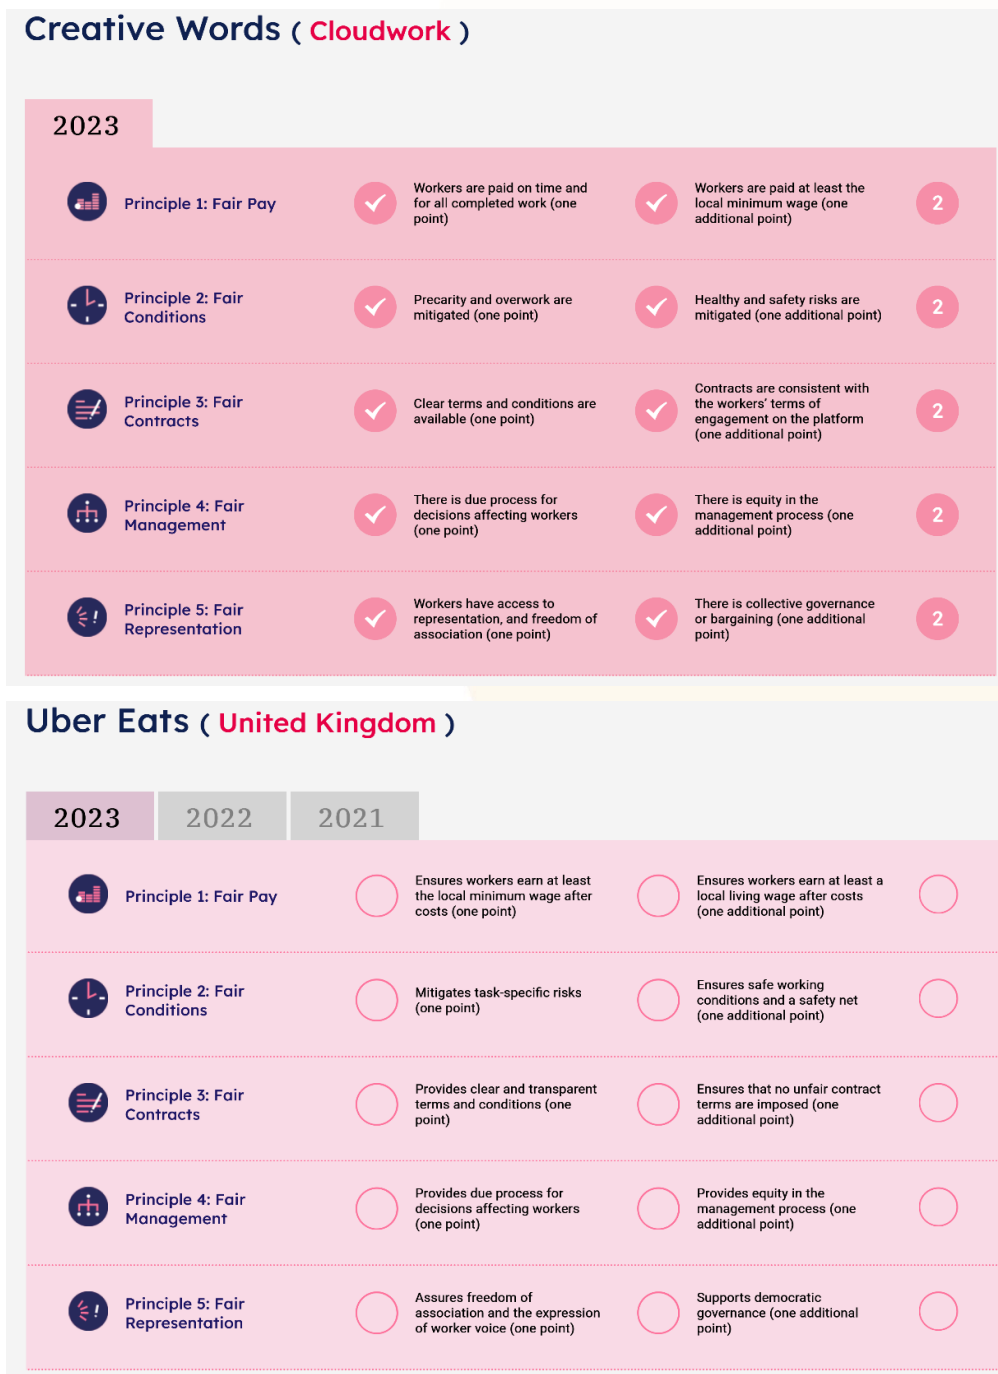 Creative Words ( Cloudwork )
2023
Principle 1: Fair Pay
Workers are paid on time and
for all completed work (one
point)
Workers are paid at least the
local minimum wage (one
additional point)
2
Principle 2: Fair
Conditions
Precarity and overwork are
mitigated (one point)
Healthy and safety risks are
mitigated (one additional point)
2
Principle 3: Fair
Contracts
Clear terms and conditions are
available (one point)
Contracts are consistent with
the workers’ terms of
engagement on the platform
(one additional point)
2
Principle 4: Fair
Management
There is due process for
decisions affecting workers
(one point)
There is equity in the
management process (one
additional point)
2
Principle 5: Fair
Representation
Workers have access to
representation, and freedom of
association (one point)
There is collective governance
or bargaining (one additional
point)
2
Uber Eats ( United Kingdom )
2023 2022 2021
Principle 1: Fair Pay
Ensures workers earn at least
the local minimum wage after
costs (one point)
Ensures workers earn at least a
local living wage after costs
(one additional point)
Principle 2: Fair
Conditions
Mitigates task-specific risks
(one point)
Ensures safe working
conditions and a safety net
(one additional point)
Principle 3: Fair
Contracts
Provides clear and transparent
terms and conditions (one
point)
Ensures that no unfair contract
terms are imposed (one
additional point)
Principle 4: Fair
Management
Provides due process for
decisions affecting workers
(one point)
Provides equity in the
management process (one
additional point)
Principle 5: Fair
Representation
Assures freedom of
association and the expression
of worker voice (one point)
Supports democratic
governance (one additional
point)